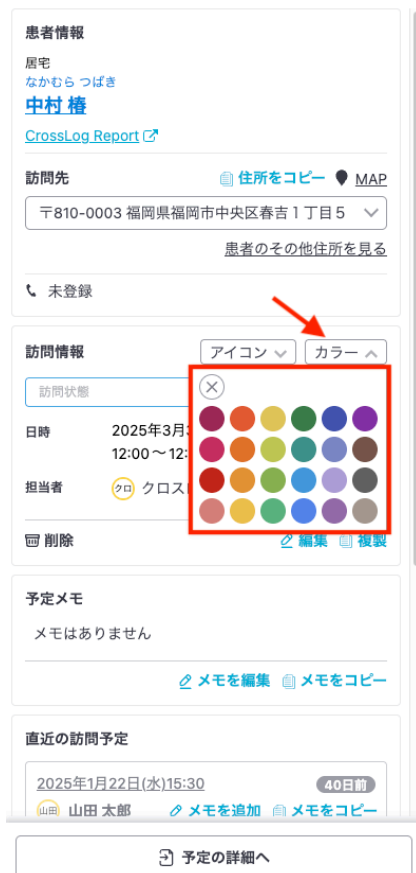 患者情報
居宅
なかむら つばき
中村 椿
CrossLog Report
訪問先
住所をコピー
MAP
〒810-0003 福岡県福岡市中央区春吉1丁目5
患者のその他住所を見る
未登録
訪問情報
アイコン
カラー
訪問状態
日時
2025年3月
12:00～12:
担当者
クロ
クロス
削除
編集
複製
予定メモ
メモはありません
メモを編集
メモをコピー
直近の訪問予定
2025年1月22日(水)15:30
40日前
山田
山田 太郎
メモを追加
メモをコピー
予定の詳細へ